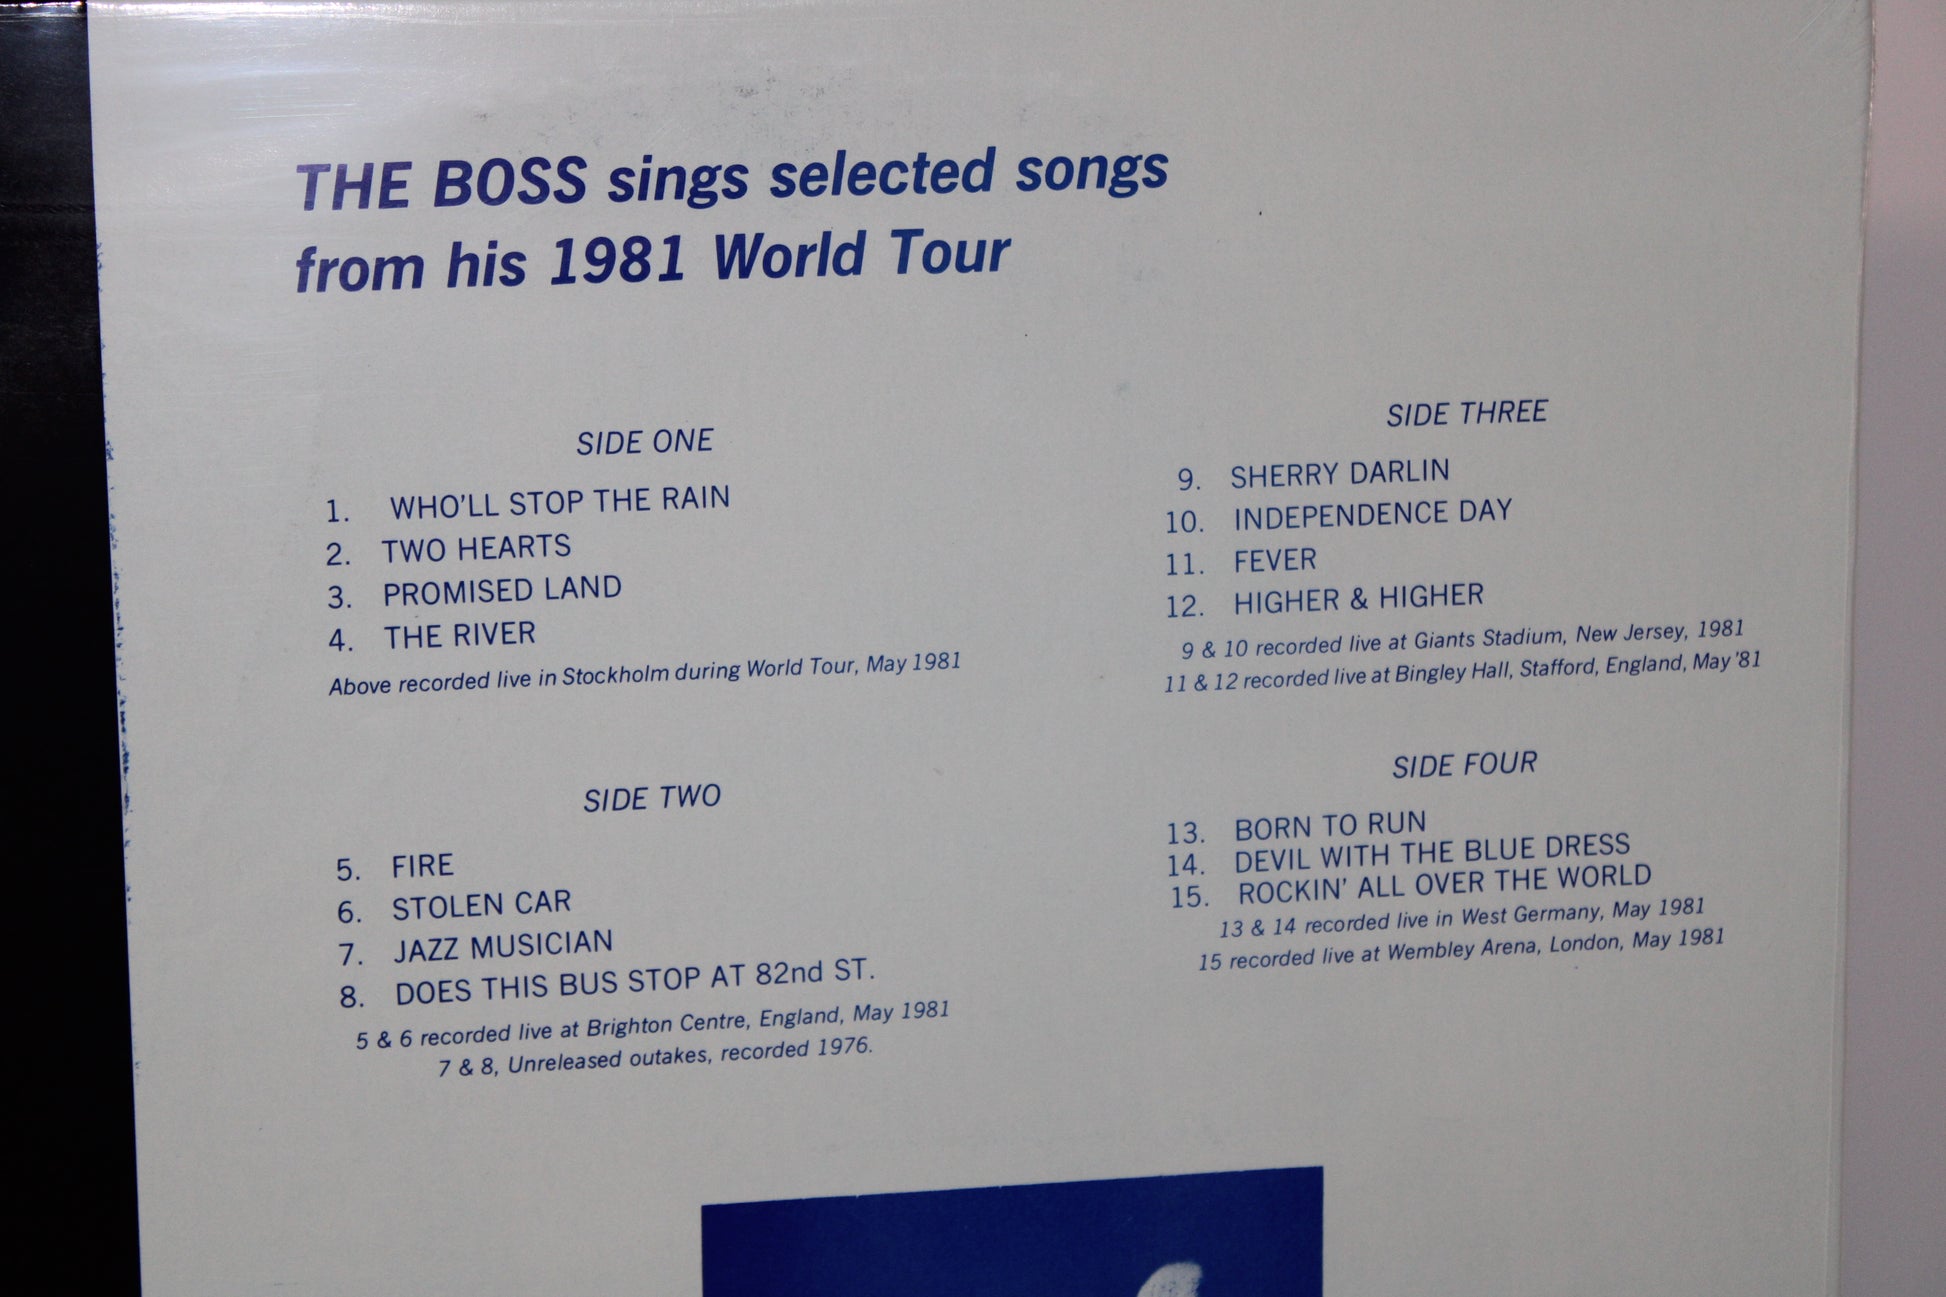 THE BOSS sings selected songs
from his 1981 World Tour
SIDE ONE
1. WHO'LL STOP THE RAIN
2. TWO HEARTS
3. PROMISED LAND
4. THE RIVER
Above recorded live in Stockholm during World Tour, May 1981
SIDE TWO
5. FIRE
6. STOLEN CAR
7. JAZZ MUSICIAN
8. DOES THIS BUS STOP AT 82nd ST.
5 & 6 recorded live at Brighton Centre, England, May 1981
7 & 8, Unreleased outakes, recorded 1976.
SIDE THREE
9. SHERRY DARLIN
10. INDEPENDENCE DAY
11. FEVER
12. HIGHER & HIGHER
9 & 10 recorded live at Giants Stadium, New Jersey, 1981
11 & 12 recorded live at Bingley Hall, Stafford, England, May '81
SIDE FOUR
13. BORN TO RUN
14. DEVIL WITH THE BLUE DRESS
15. ROCKIN' ALL OVER THE WORLD
13 & 14 recorded live in West Germany, May 1981
15 recorded live at Wembley Arena, London, May 1981